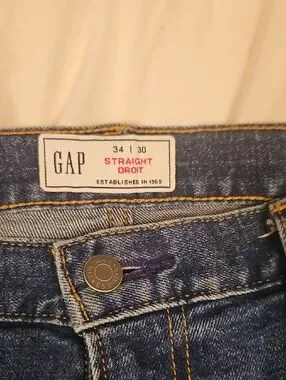 GAP
34 | 30
STRAIGHT
DROIT
ESTABLISHED IN 1969